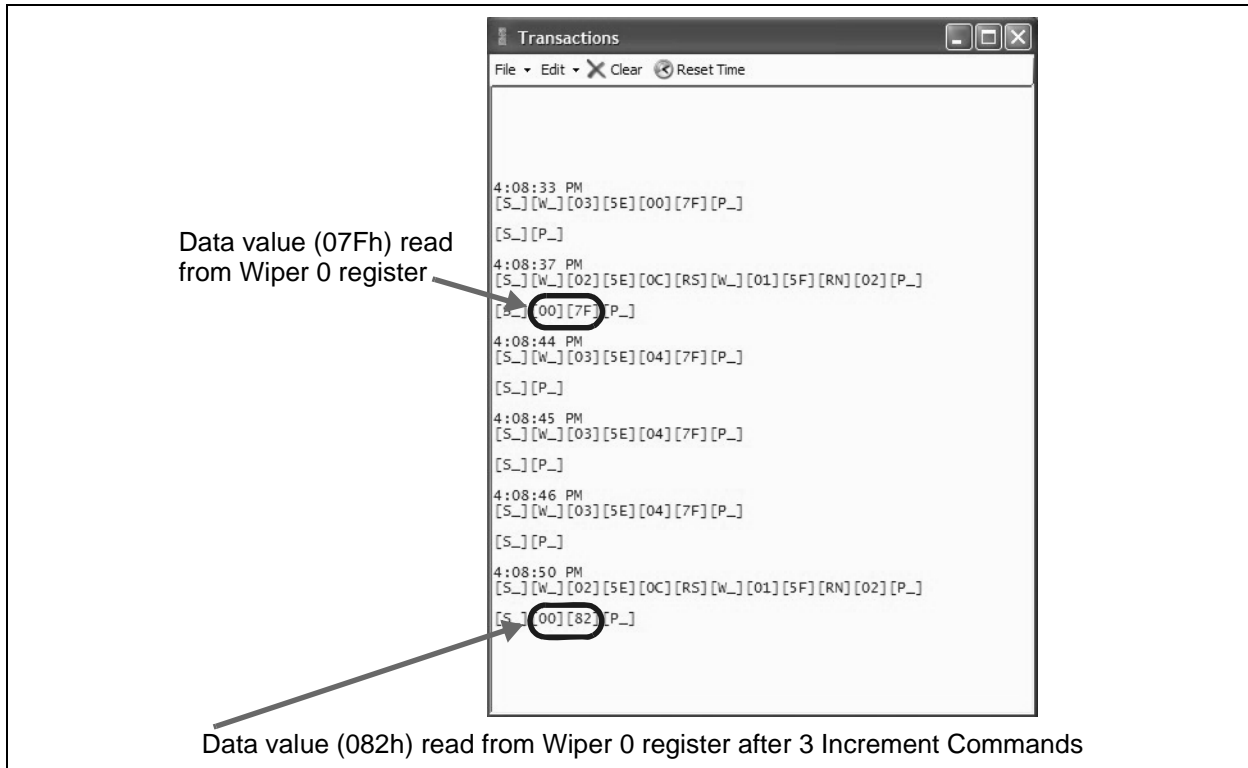 Transactions
File Edit Clear Reset Time
4:08:33 PM
[S_][W_][03][5E][00][7F][P_]
[S_][P_]
Data value (07Fh) read
from Wiper 0 register
4:08:37 PM
[S_][W_][02][5E][0C][RS][W_][01][5F][RN][02][P_]
[S_][00][7F][P_]
4:08:44 PM
[S_][W_][03][5E][04][7F][P_]
[S_][P_]
4:08:45 PM
[S_][W_][03][5E][04][7F][P_]
[S_][P_]
4:08:46 PM
[S_][W_][03][5E][04][7F][P_]
[S_][P_]
4:08:50 PM
[S_][W_][02][5E][0C][RS][W_][01][5F][RN][02][P_]
[S_][00][82][P_]
Data value (082h) read from Wiper 0 register after 3 Increment Commands